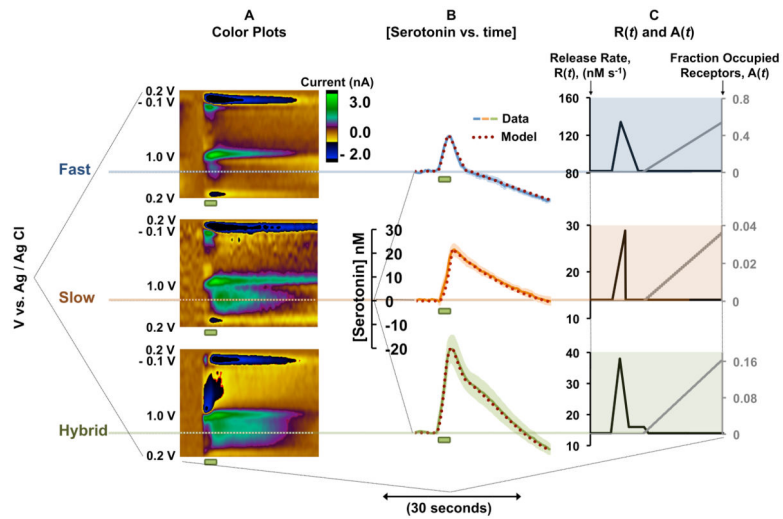 A
Color Plots
B
[Serotonin vs. time]
C
R(t) and A(t)
Release Rate,
R(t), (nM s-1)
Fraction Occupied
Receptors, A(t)
Current (nA)
3.0
0.0
- 2.0
Data
Model
V vs. Ag / Ag Cl
Fast
0.2 V
- 0.1 V
1.0 V
0.2 V
160
120
80
0.8
0.4
0
Slow
0.2 V
-0.1 V
1.0 V
0.2 V
[Serotonin] nM
30
20
10
0
-10
-20
30
20
10
0.04
0.02
0
Hybrid
0.2 V
-0.1 V
1.0 V
0.2 V
40
30
20
10
0.16
0.08
0
(30 seconds)